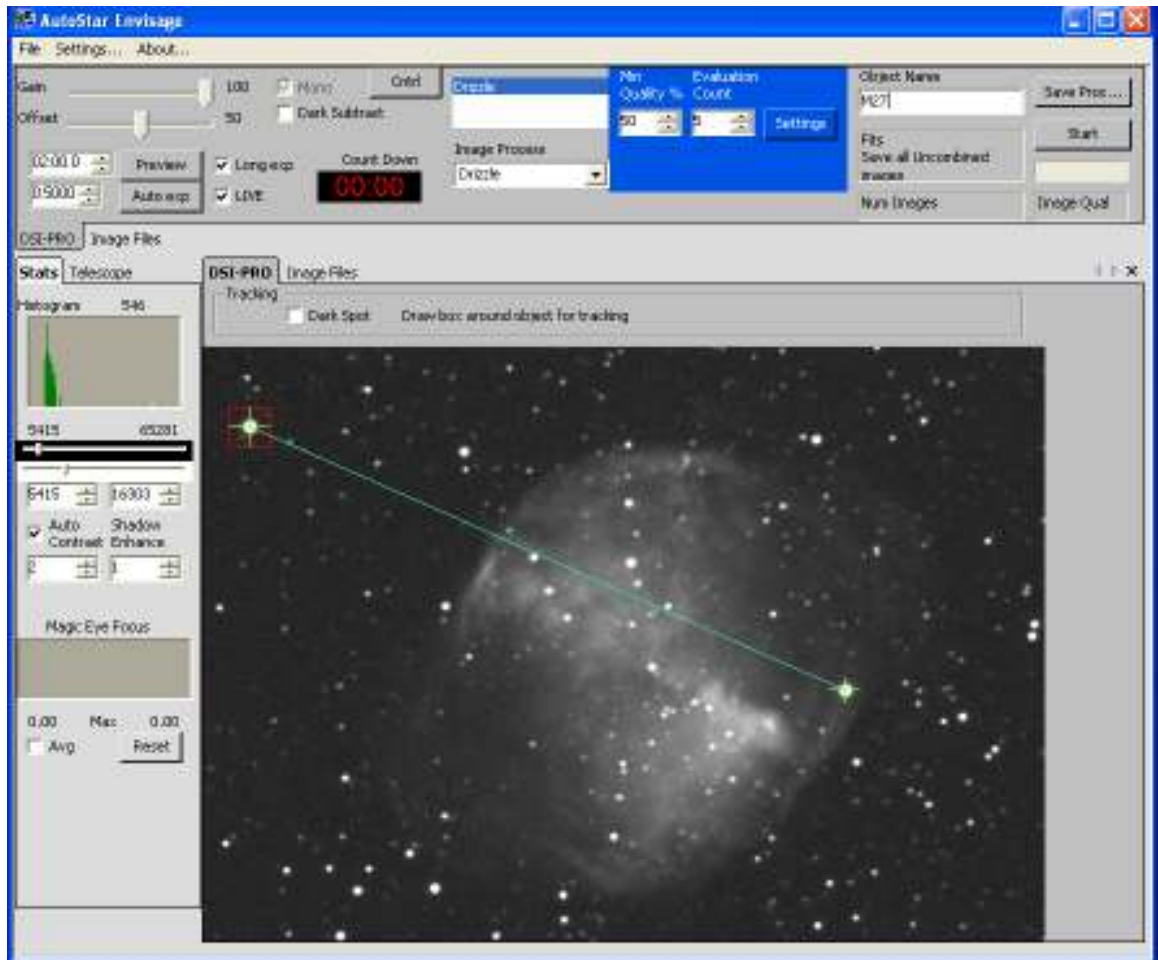 AutoStar Envisage
File Settings... About...
Gain 100 Mono Cntrl
Offset 50 Dark Subtract
Drizzle
Min Quality % Evaluation Count
50 5 Settings
Object Name
M27
Save Proc...
Start
02:00.0 Preview Long exp Count Down
0.5000 Auto exp LIVE 00:00
Image Process
Drizzle
Fits
Save all Uncombined
images
Num Images Image Qual
DSI-PRO Image Files
Stats Telescope
DSI-PRO Image Files
Tracking
Dark Spot Draw box around object for tracking
Histogram 546
5415 65281
5415 16303
Auto Contrast Shadow Enhance
2 1
Magic Eye Focus
0.00 Max 0.00
Avg Reset